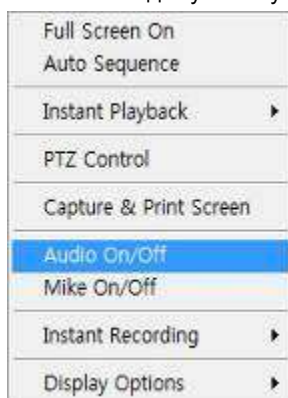 Full Screen On
Auto Sequence
Instant Playback
PTZ Control
Capture & Print Screen
Audio On/Off
Mike On/Off
Instant Recording
Display Options